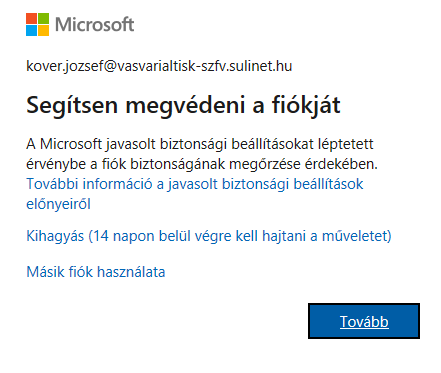 Microsoft
kover.jozsef@vasvarialtisk-szfv.sulinet.hu
Segítsen megvédeni a fiókját
A Microsoft javasolt biztonsági beállításokat léptetett
érvénybe a fiók biztonságának megőrzése érdekében.
További információ a javasolt biztonsági beállítások
előnyeiről
Kihagyás (14 napon belül végre kell hajtani a műveletet)
Másik fiók használata
Tovább